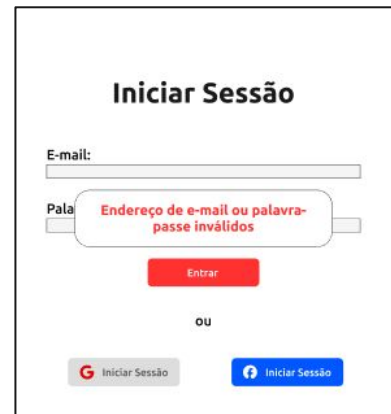 Iniciar Sessão
E-mail:
Pala
Endereço de e-mail ou palavra-
passe inválidos
Entrar
ou
Iniciar Sessão
Iniciar Sessão